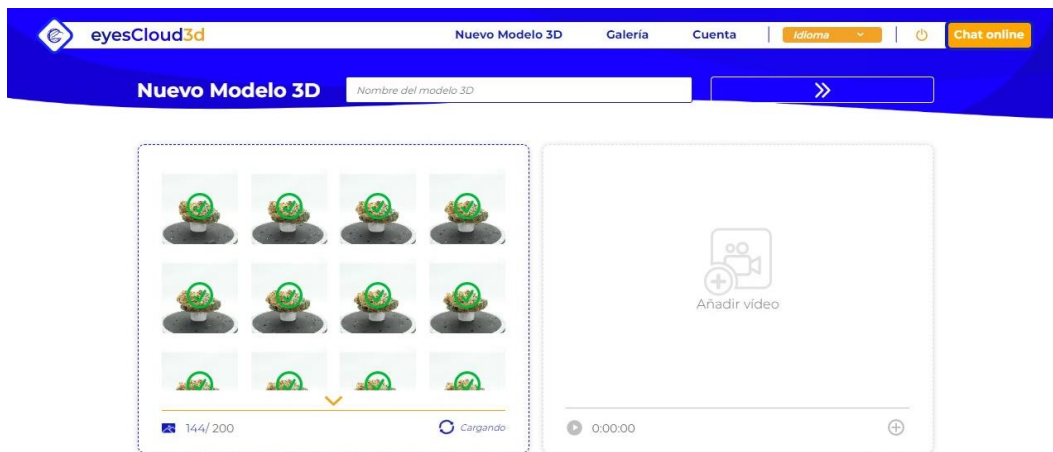 eyesCloud3d
Nuevo Modelo 3D
Galería
Cuenta
Idioma
Chat online
Nuevo Modelo 3D
Nombre del modelo 3D
Añadir vídeo
144/ 200
Cargando
0:00:00